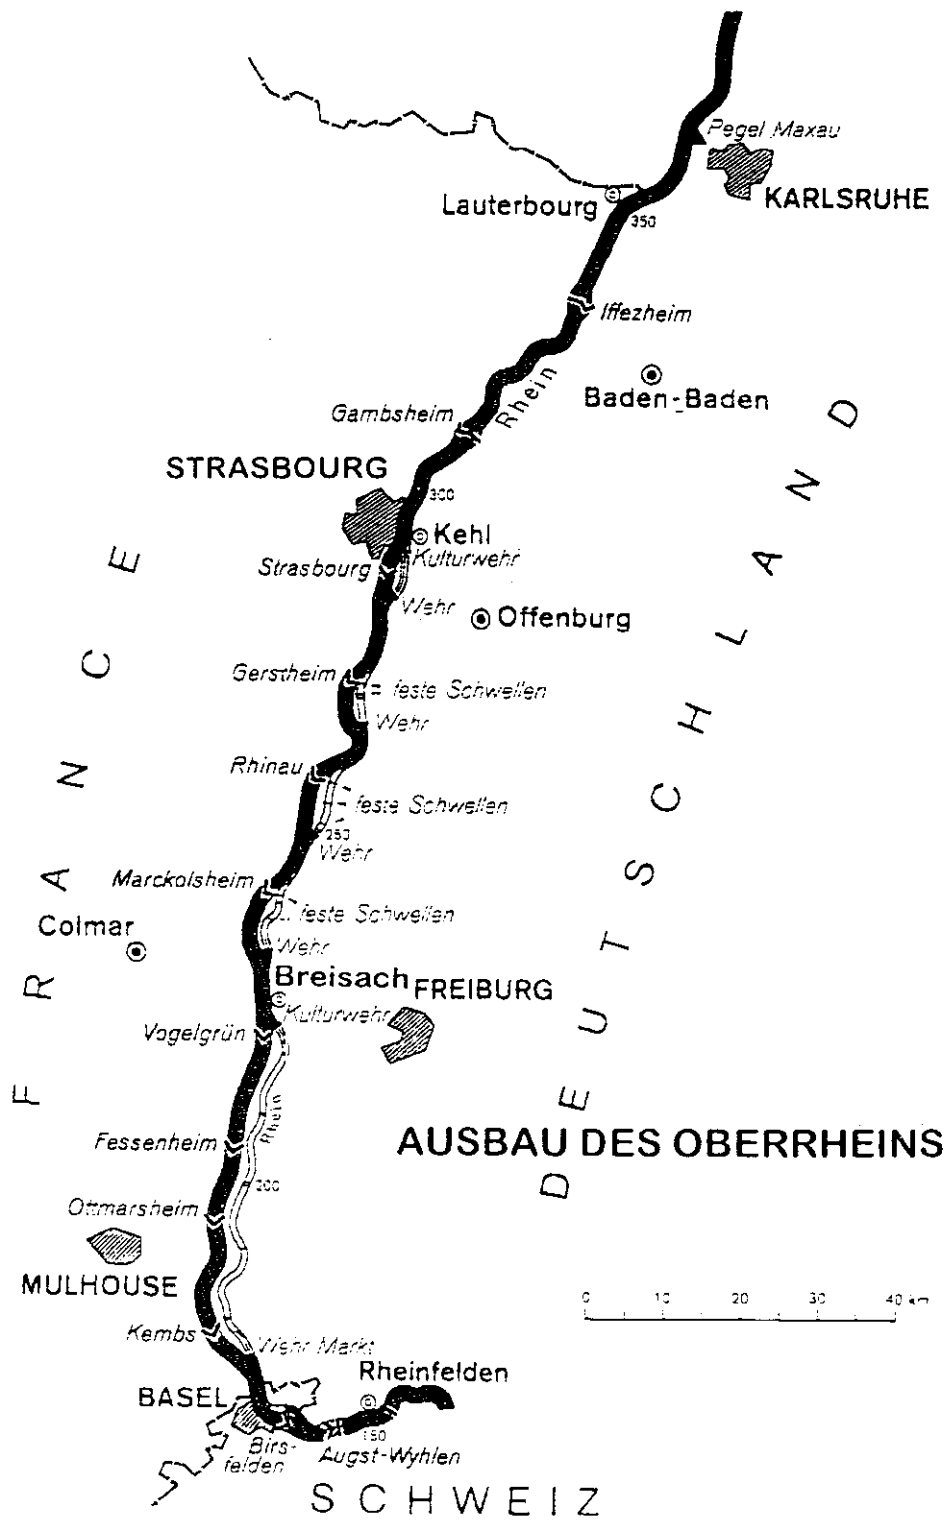 Pegel Maxau
KARLSRUHE
Lauterbourg
350
Iffezheim
Rhein
Baden-Baden
Gambsheim
STRASBOURG
300
Kehl
Kulturwehr
Strasbourg
Wehr
Offenburg
Gerstheim
feste Schwellen
Wehr
Rhinau
feste Schwellen
250
Wehr
Marckolsheim
feste Schwellen
Colmar
Wehr
Breisach
FREIBURG
Kulturwehr
Vogelgrün
Rhein
Fessenheim
AUSBAU DES OBERRHEINS
200
Ottmarsheim
MULHOUSE
0 10 20 30 40 km
Kembs
Wehr Markt
Rheinfelden
BASEL
150
Birs-
felden
Augst-Wyhlen
FRANCE
DEUTSCHLAND
SCHWEIZ